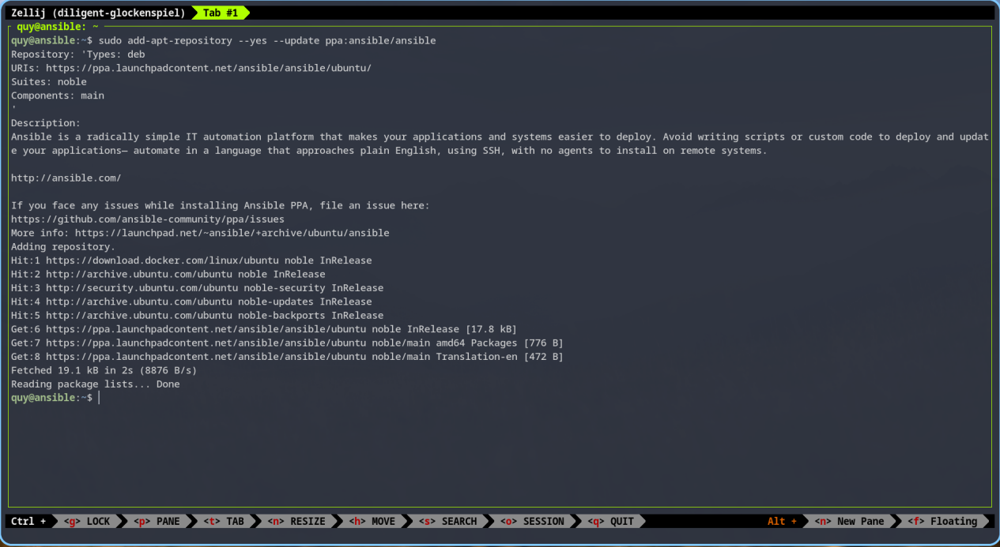 Zellij (diligent-glockenspiel) Tab #1
quy@ansible: ~
quy@ansible:~$ sudo add-apt-repository --yes --update ppa:ansible/ansible
Repository: 'Types: deb
URIs: https://ppa.launchpadcontent.net/ansible/ansible/ubuntu/
Suites: noble
Components: main
'
Description:
Ansible is a radically simple IT automation platform that makes your applications and systems easier to deploy. Avoid writing scripts or custom code to deploy and updat
e your applications— automate in a language that approaches plain English, using SSH, with no agents to install on remote systems.
http://ansible.com/
If you face any issues while installing Ansible PPA, file an issue here:
https://github.com/ansible-community/ppa/issues
More info: https://launchpad.net/~ansible/+archive/ubuntu/ansible
Adding repository.
Hit:1 https://download.docker.com/linux/ubuntu noble InRelease
Hit:2 http://archive.ubuntu.com/ubuntu noble InRelease
Hit:3 http://security.ubuntu.com/ubuntu noble-security InRelease
Hit:4 http://archive.ubuntu.com/ubuntu noble-updates InRelease
Hit:5 http://archive.ubuntu.com/ubuntu noble-backports InRelease
Get:6 https://ppa.launchpadcontent.net/ansible/ansible/ubuntu noble InRelease [17.8 kB]
Get:7 https://ppa.launchpadcontent.net/ansible/ansible/ubuntu noble/main amd64 Packages [776 B]
Get:8 https://ppa.launchpadcontent.net/ansible/ansible/ubuntu noble/main Translation-en [472 B]
Fetched 19.1 kB in 2s (8876 B/s)
Reading package lists... Done
quy@ansible:~$
Ctrl + <g> LOCK <p> PANE <t> TAB <n> RESIZE <h> MOVE <s> SEARCH <o> SESSION <q> QUIT Alt + <n> New Pane <f> Floating